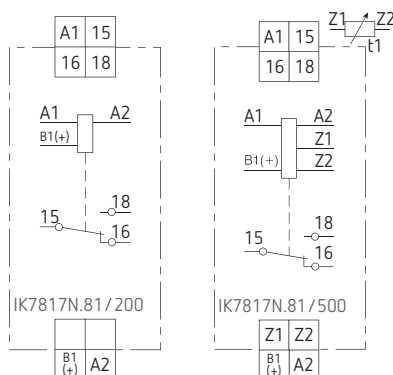 A1 15
16 18
A1 A2
B1(+)
18
15
16
IK7817N.81/200
B1
(+) A2
Z1 Z2
t1
A1 15
16 18
A1 A2
Z1
B1(+) Z2
18
15
16
IK7817N.81/500
Z1 Z2
B1
(+) A2